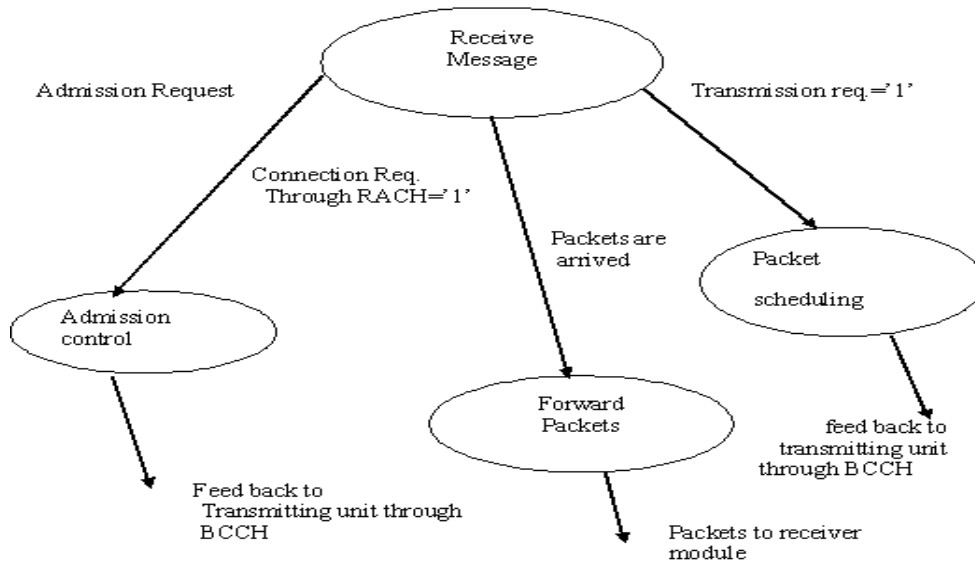 Receive
Message
Admission Request
Transmission req.='1'
Connection Req.
Through RACH='1'
Packets are
arrived
Packet
scheduling
Admission
control
Forward
Packets
feed back to
transmitting unit
through BCCH
Feed back to
Transmitting unit through
BCCH
Packets to receiver
module